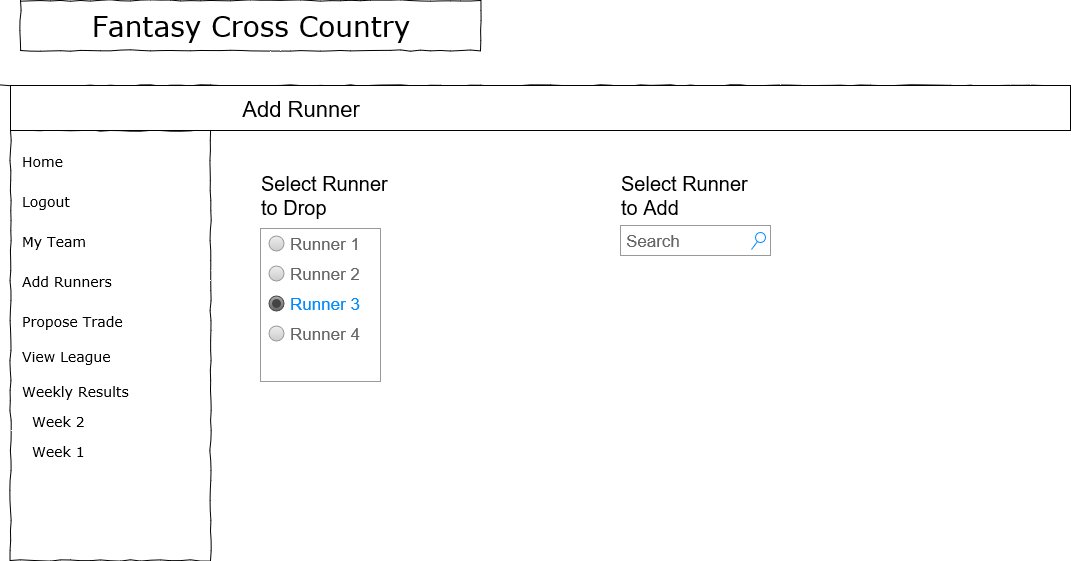 Fantasy Cross Country
Add Runner
Home
Logout
My Team
Add Runners
Propose Trade
View League
Weekly Results
Week 2
Week 1
Select Runner
to Drop
Runner 1
Runner 2
Runner 3
Runner 4
Select Runner
to Add
Search